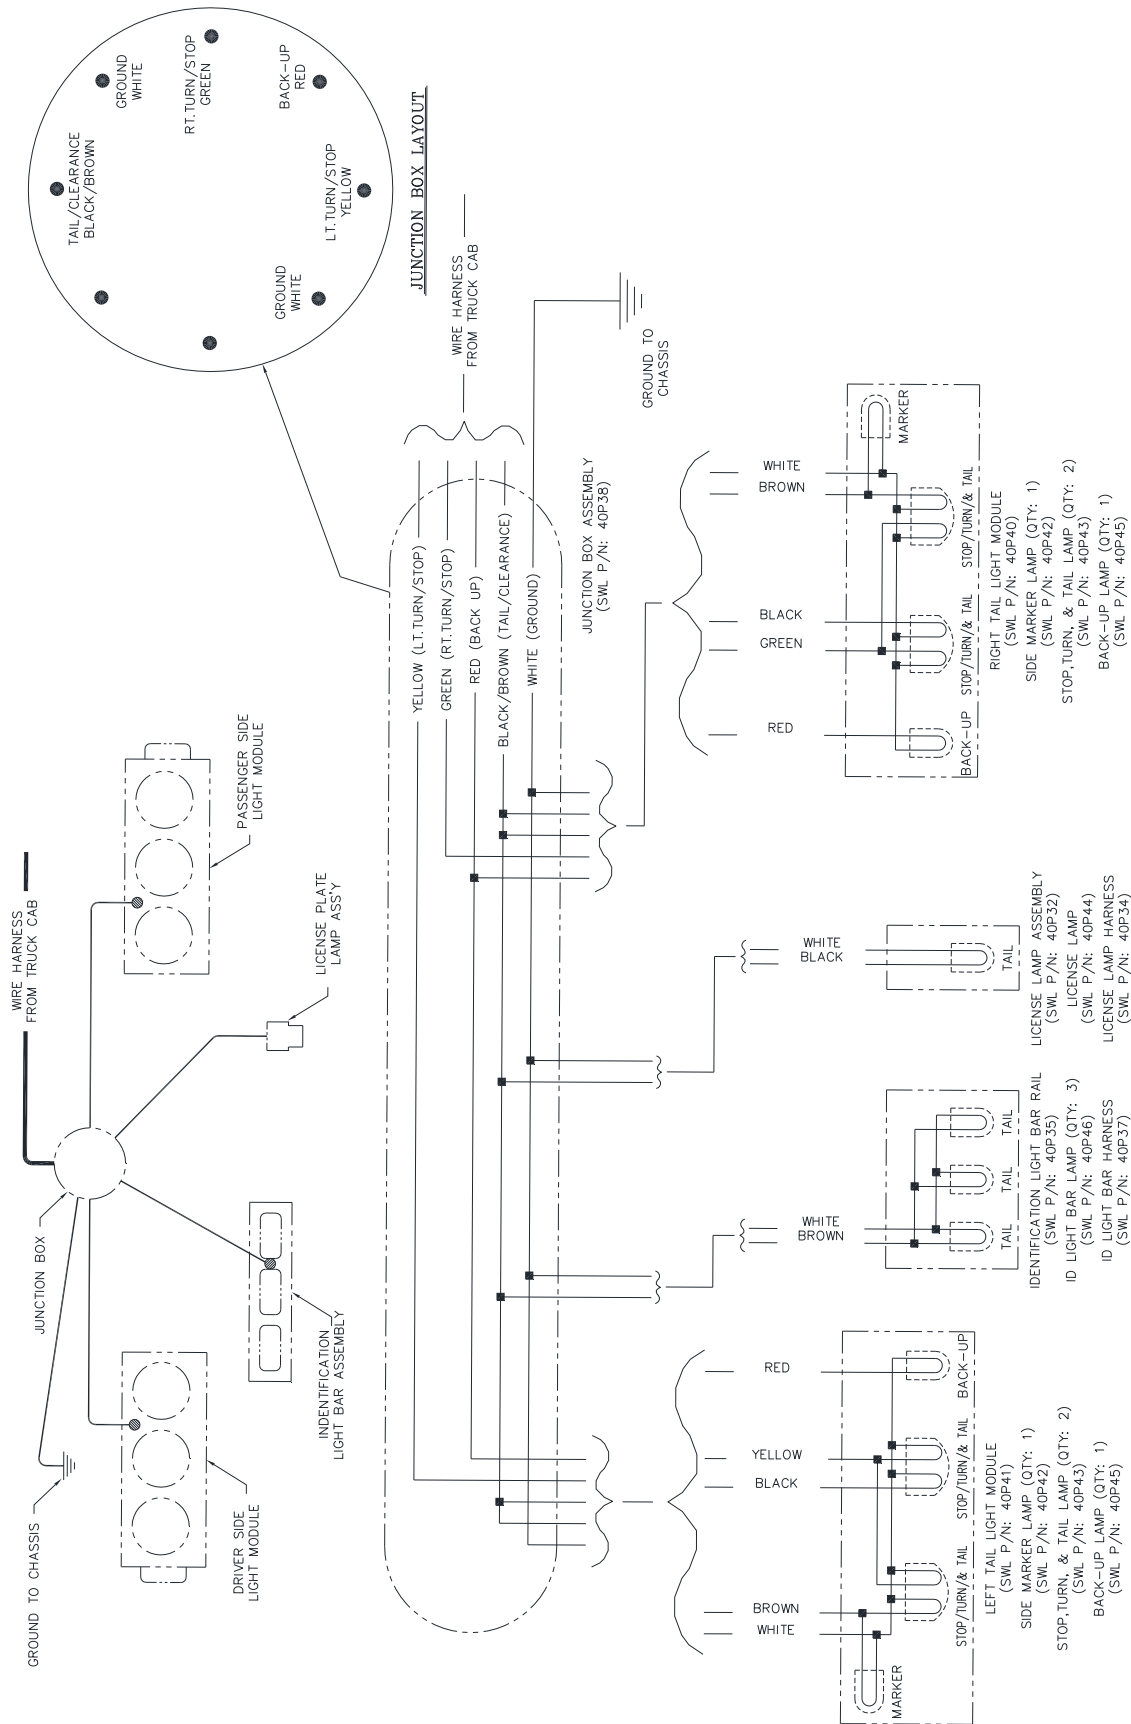 TAIL/CLEARANCE
BLACK/BROWN
GROUND
WHITE
RT.TURN/STOP
GREEN
BACK-UP
RED
LT.TURN/STOP
YELLOW
GROUND
WHITE
JUNCTION BOX LAYOUT
WIRE HARNESS
FROM TRUCK CAB
GROUND TO
CHASSIS
YELLOW (LT.TURN/STOP)
GREEN (RT.TURN/STOP)
RED (BACK UP)
BLACK/BROWN (TAIL/CLEARANCE)
WHITE (GROUND)
JUNCTION BOX ASSEMBLY
(SWL P/N: 40P38)
WIRE HARNESS
FROM TRUCK CAB
PASSENGER SIDE
LIGHT MODULE
LICENSE PLATE
LAMP ASS'Y
JUNCTION BOX
INDENTIFICATION
LIGHT BAR ASSEMBLY
GROUND TO CHASSIS
DRIVER SIDE
LIGHT MODULE
WHITE
BROWN
BLACK
GREEN
RED
MARKER
STOP/TURN/& TAIL
STOP/TURN/& TAIL
BACK-UP
RIGHT TAIL LIGHT MODULE
(SWL P/N: 40P40)
SIDE MARKER LAMP (QTY: 1)
(SWL P/N: 40P42)
STOP,TURN, & TAIL LAMP (QTY: 2)
(SWL P/N: 40P43)
BACK-UP LAMP (QTY: 1)
(SWL P/N: 40P45)
WHITE
BLACK
TAIL
LICENSE LAMP ASSEMBLY
(SWL P/N: 40P32)
LICENSE LAMP
(SWL P/N: 40P44)
LICENSE LAMP HARNESS
(SWL P/N: 40P34)
WHITE
BROWN
TAIL
TAIL
TAIL
IDENTIFICATION LIGHT BAR RAIL
(SWL P/N: 40P35)
ID LIGHT BAR LAMP (QTY: 3)
(SWL P/N: 40P46)
ID LIGHT BAR HARNESS
(SWL P/N: 40P37)
RED
YELLOW
BLACK
BROWN
WHITE
BACK-UP
STOP/TURN/& TAIL
STOP/TURN/& TAIL
MARKER
LEFT TAIL LIGHT MODULE
(SWL P/N: 40P41)
SIDE MARKER LAMP (QTY: 1)
(SWL P/N: 40P42)
STOP,TURN, & TAIL LAMP (QTY: 2)
(SWL P/N: 40P43)
BACK-UP LAMP (QTY: 1)
(SWL P/N: 40P45)